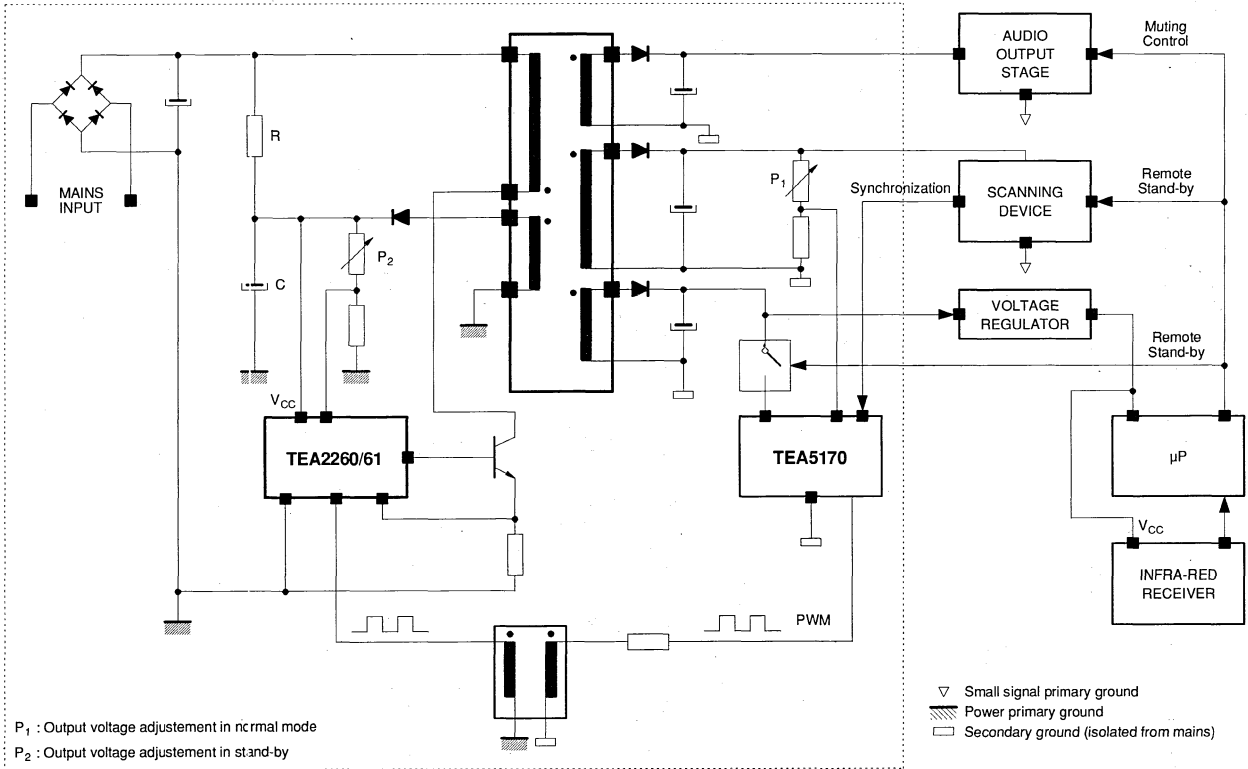 AUDIO
OUTPUT
STAGE
Muting
Control
R
MAINS
INPUT
P1
Synchronization
SCANNING
DEVICE
Remote
Stand-by
P2
C
VOLTAGE
REGULATOR
Remote
Stand-by
VCC
TEA2260/61
TEA5170
µP
VCC
INFRA-RED
RECEIVER
PWM
P1 : Output voltage adjustement in normal mode
P2 : Output voltage adjustement in stand-by
Small signal primary ground
Power primary ground
Secondary ground (isolated from mains)